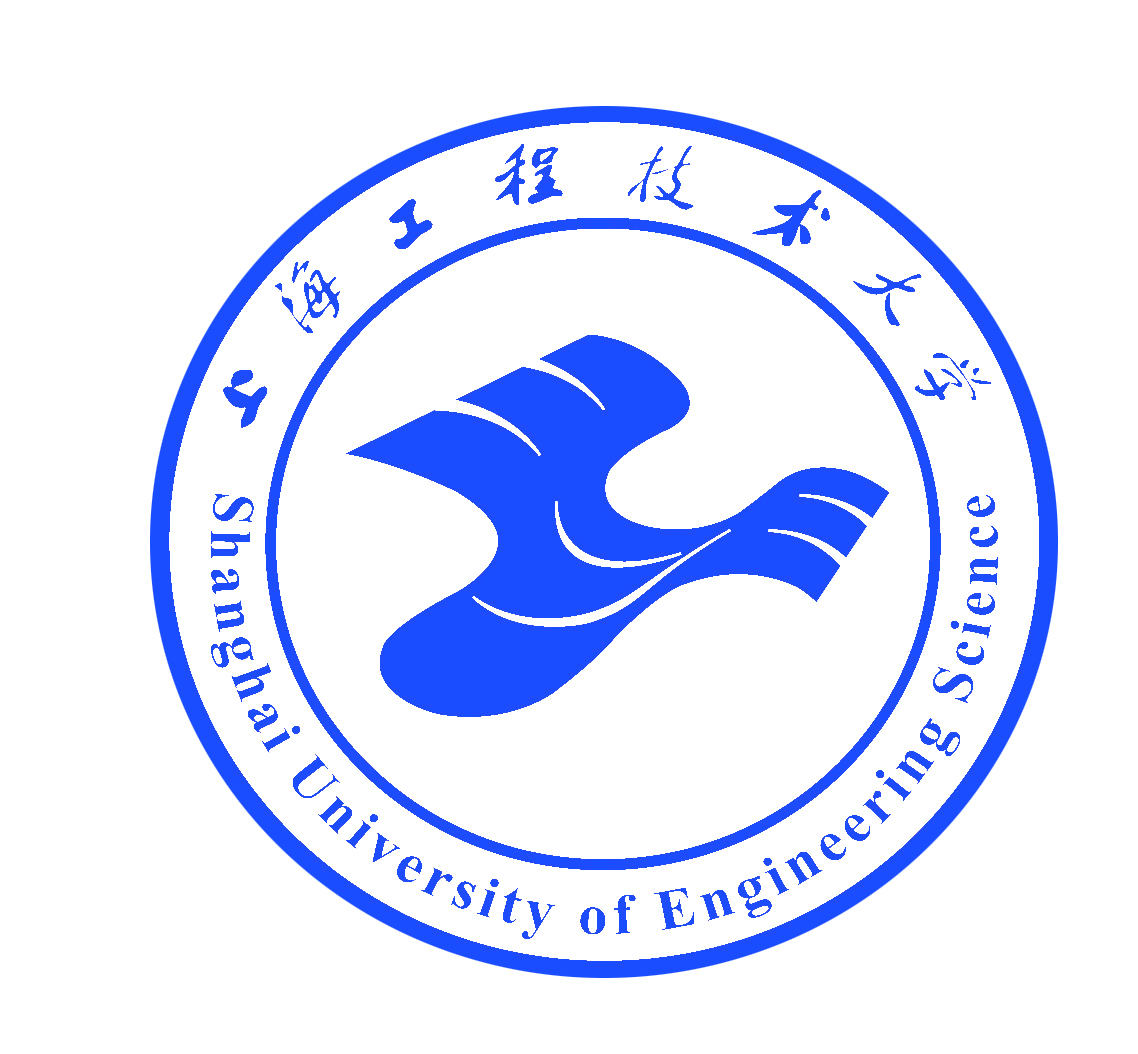 上海工程技术大学
Shanghai University of Engineering Science